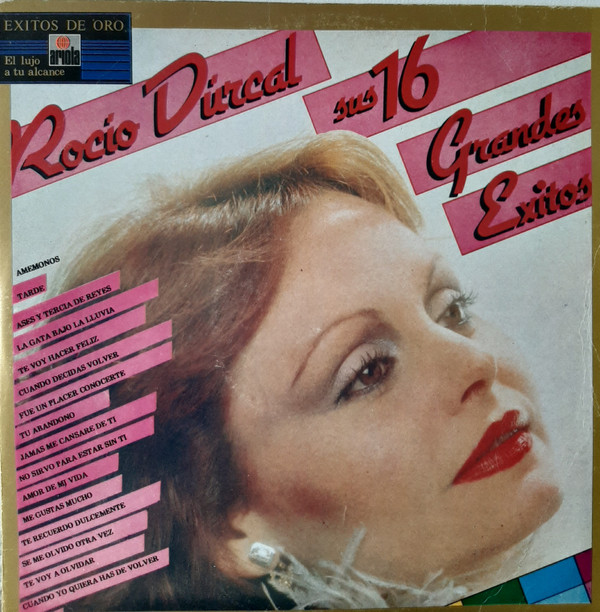 EXITOS DE ORO
El lujo
a tu alcance
ariola
Rocío Dúrcal
sus 16
Grandes
Exitos
AMEMONOS
TARDE
ASES Y TERCIA DE REYES
LA GATA BAJO LA LLUVIA
TE VOY HACER FELIZ
CUANDO DECIDAS VOLVER
FUE UN PLACER CONOCERTE
TU ABANDONO
JAMAS ME CANSARE DE TI
NO SIRVO PARA ESTAR SIN TI
AMOR DE MI VIDA
ME GUSTAS MUCHO
TE RECUERDO DULCEMENTE
SE ME OLVIDO OTRA VEZ
TE VOY A OLVIDAR
CUANDO YO QUIERA HAS DE VOLVER